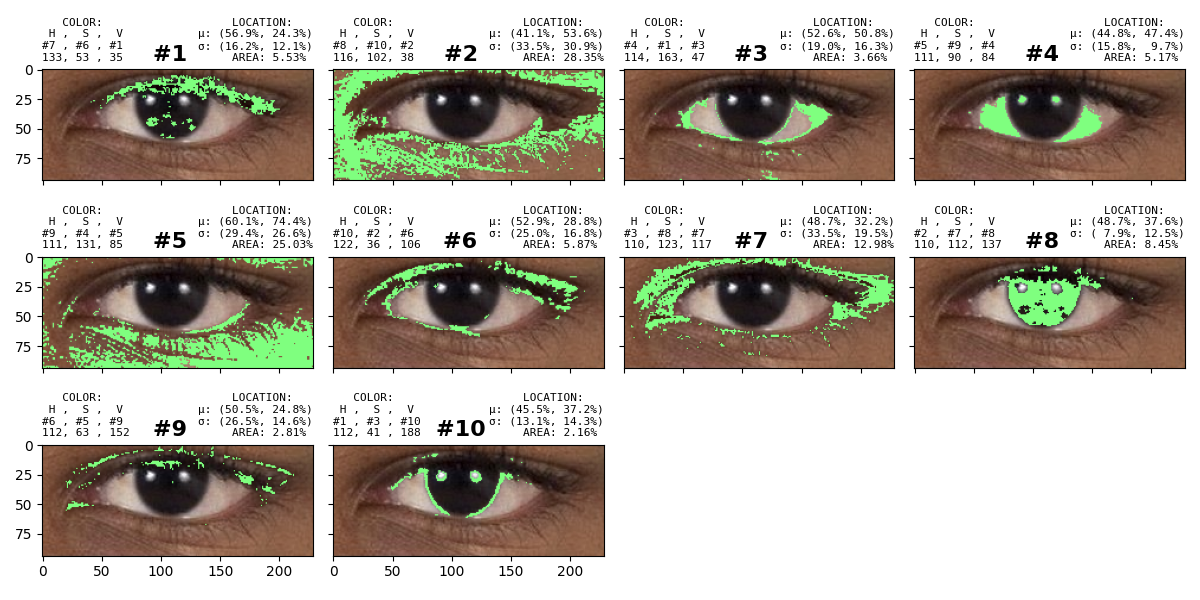 COLOR: LOCATION:
H , S , V μ: (56.9%, 24.3%)
#7 , #6 , #1 #1 σ: (16.2%, 12.1%)
133, 53 , 35 AREA: 5.53%
COLOR: LOCATION:
H , S , V μ: (41.1%, 53.6%)
#8 , #10, #2 #2 σ: (33.5%, 30.9%)
116, 102, 38 AREA: 28.35%
COLOR: LOCATION:
H , S , V μ: (52.6%, 50.8%)
#4 , #1 , #3 #3 σ: (19.0%, 16.3%)
114, 163, 47 AREA: 3.66%
COLOR: LOCATION:
H , S , V μ: (44.8%, 47.4%)
#5 , #9 , #4 #4 σ: (15.8%, 9.7%)
111, 90 , 84 AREA: 5.17%
0
25
50
75
COLOR: LOCATION:
H , S , V μ: (60.1%, 74.4%)
#9 , #4 , #5 #5 σ: (29.4%, 26.6%)
111, 131, 85 AREA: 25.03%
COLOR: LOCATION:
H , S , V μ: (52.9%, 28.8%)
#10, #2 , #6 #6 σ: (25.0%, 16.8%)
122, 36 , 106 AREA: 5.87%
COLOR: LOCATION:
H , S , V μ: (48.7%, 32.2%)
#3 , #8 , #7 #7 σ: (33.5%, 19.5%)
110, 123, 117 AREA: 12.98%
COLOR: LOCATION:
H , S , V μ: (48.7%, 37.6%)
#2 , #7 , #8 #8 σ: ( 7.9%, 12.5%)
110, 112, 137 AREA: 8.45%
0
25
50
75
COLOR: LOCATION:
H , S , V μ: (50.5%, 24.8%)
#6 , #5 , #9 #9 σ: (26.5%, 14.6%)
112, 63 , 152 AREA: 2.81%
COLOR: LOCATION:
H , S , V μ: (45.5%, 37.2%)
#1 , #3 , #10 #10 σ: (13.1%, 14.3%)
112, 41 , 188 AREA: 2.16%
0
25
50
75
0 50 100 150 200
0 50 100 150 200